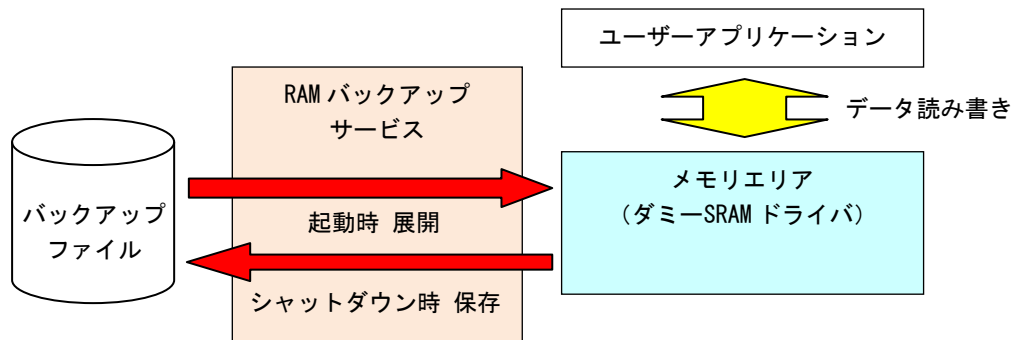 ユーザーアプリケーション
RAM バックアップ
サービス
データ読み書き
メモリエリア
（ダミーSRAM ドライバ）
バックアップ
ファイル
起動時 展開
シャットダウン時 保存